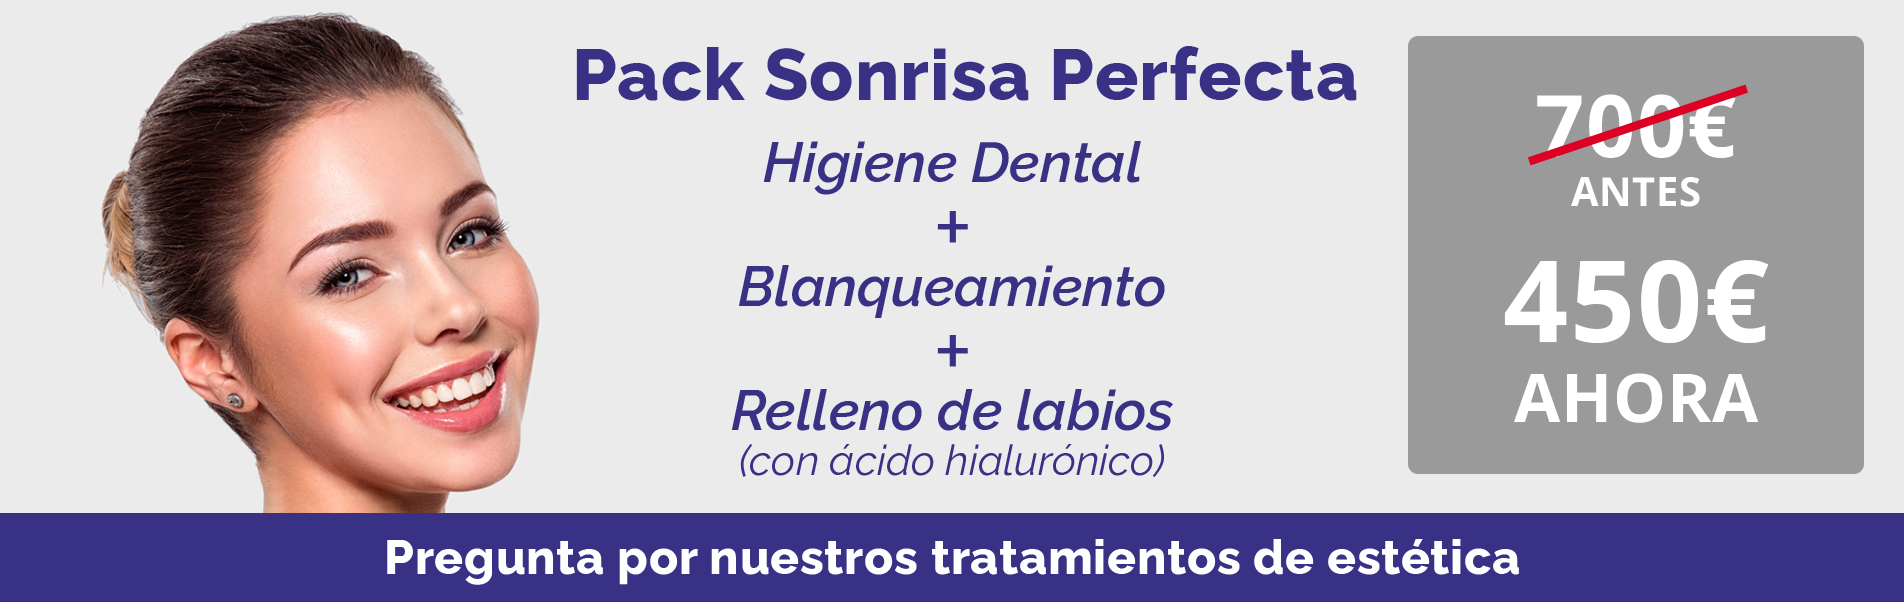 Pack Sonrisa Perfecta
Higiene Dental
+
Blanqueamiento
+
Relleno de labios
(con ácido hialurónico)
700€
ANTES
450€
AHORA
Pregunta por nuestros tratamientos de estética